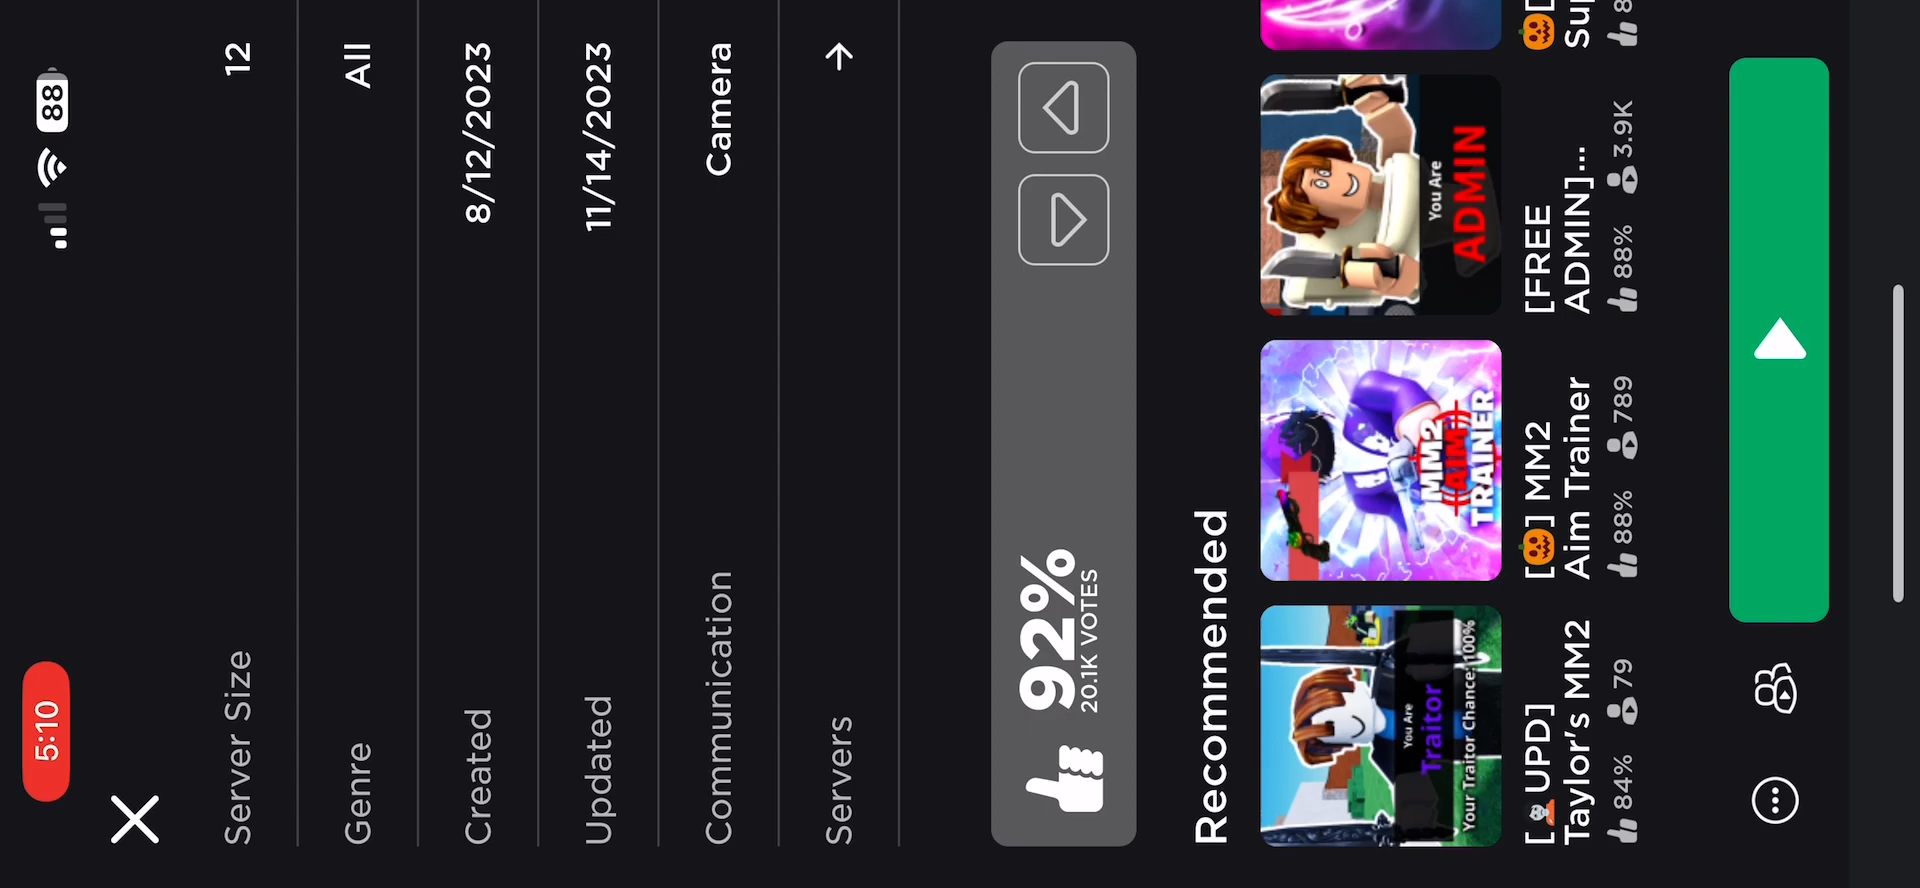 5:10
88
Server Size 12
Genre All
Created 8/12/2023
Updated 11/14/2023
Communication Camera
Servers
92%
20.1K VOTES
Recommended
You Are
Traitor
Your Traitor Chance: 100%
[UPD]
Taylor's MM2
84% 79
MM2
AIM
TRAINER
[🎃] MM2
Aim Trainer
88% 789
You Are
ADMIN
[FREE
ADMIN]...
88% 3.9K
🎃[
Sup
8